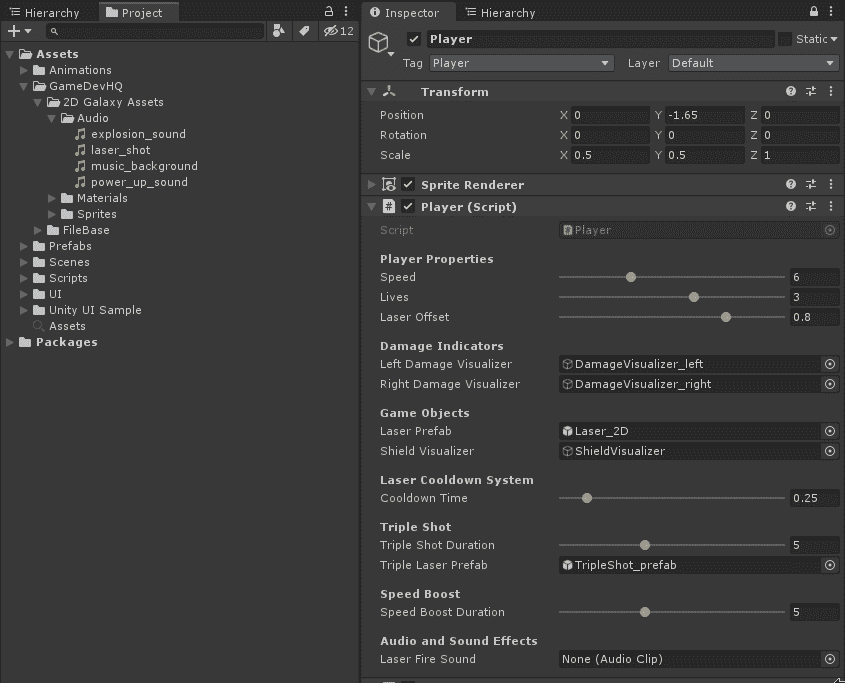 Hierarchy
Project
12
Assets
Animations
GameDevHQ
2D Galaxy Assets
Audio
explosion_sound
laser_shot
music_background
power_up_sound
Materials
Sprites
FileBase
Prefabs
Scenes
Scripts
UI
Unity UI Sample
Assets
Packages
Inspector
Hierarchy
Player
Static
Tag Player Layer Default
Transform
Position X 0 Y -1.65 Z 0
Rotation X 0 Y 0 Z 0
Scale X 0.5 Y 0.5 Z 1
Sprite Renderer
Player (Script)
Script Player
Player Properties
Speed 6
Lives 3
Laser Offset 0.8
Damage Indicators
Left Damage Visualizer DamageVisualizer_left
Right Damage Visualizer DamageVisualizer_right
Game Objects
Laser Prefab Laser_2D
Shield Visualizer ShieldVisualizer
Laser Cooldown System
Cooldown Time 0.25
Triple Shot
Triple Shot Duration 5
Triple Laser Prefab TripleShot_prefab
Speed Boost
Speed Boost Duration 5
Audio and Sound Effects
Laser Fire Sound None (Audio Clip)